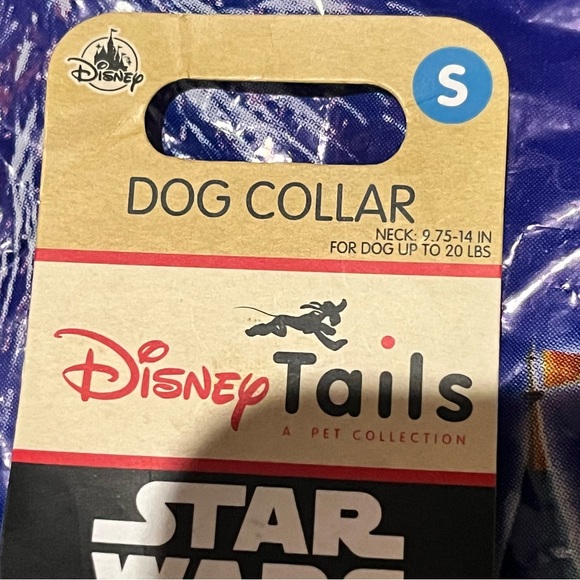 Disney
S
DOG COLLAR
NECK: 9.75-14 IN
FOR DOG UP TO 20 LBS
Disney Tails
A PET COLLECTION
STAR
WARS